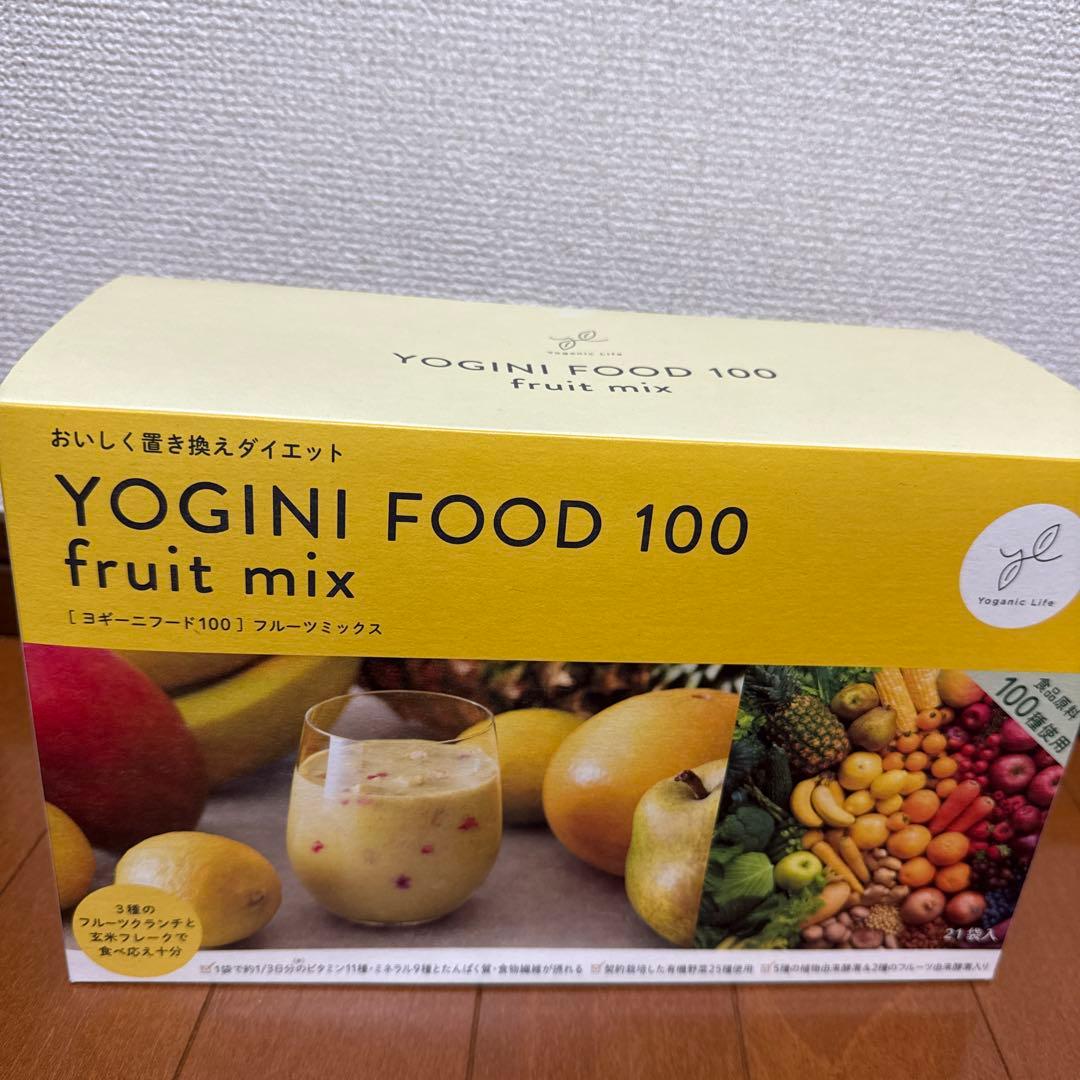 Yoganic Life
YOGINI FOOD 100
fruit mix
おいしく置き換えダイエット
YOGINI FOOD 100
fruit mix
[ヨギーニフード100] フルーツミックス
Yoganic Life
食品原料
100種使用
3種の
フルーツクランチと
玄米フレークで
食べ応え十分
21袋入
1袋で約1/3日分のビタミン11種・ミネラル9種とたんぱく質・食物繊維が摂れる 契約栽培した有機野菜25種使用 5種の植物由来酵素&2種のフルーツ由来酵素入り